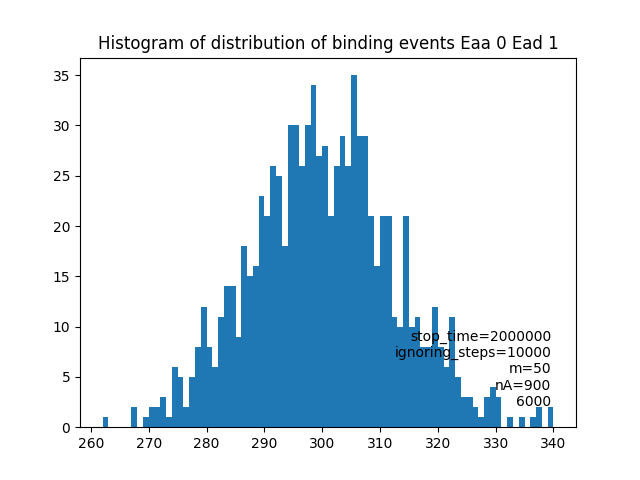 Histogram of distribution of binding events Eaa 0 Ead 1
35
30
25
20
15
10
5
0
stop_time=2000000
ignoring_steps=10000
m=50
nA=900
6000
260 270 280 290 300 310 320 330 340